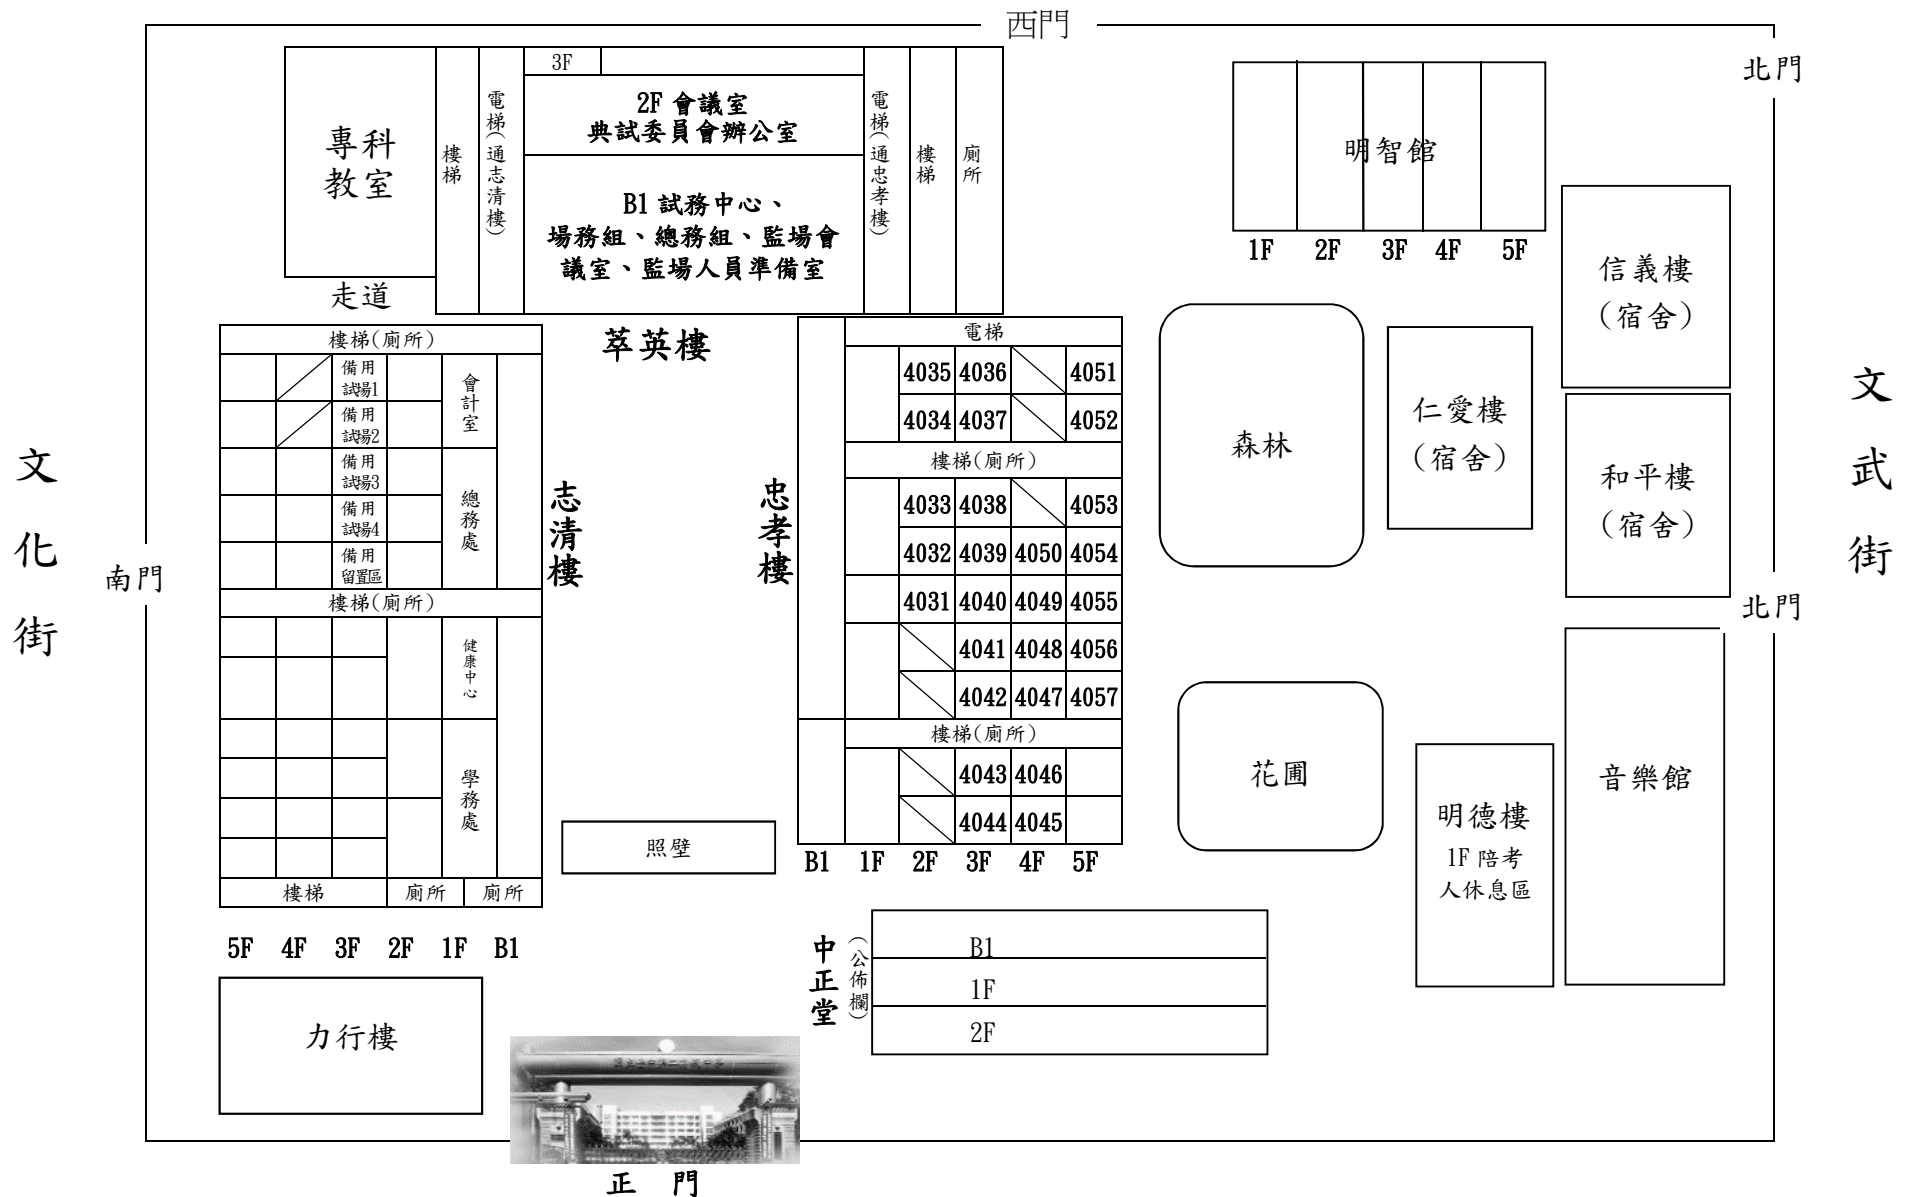 西門
北門
3F
2F 會議室
典試委員會辦公室
B1 試務中心、
場務組、總務組、監場會
議室、監場人員準備室
專科
教室
樓梯
電梯(通志清樓)
電梯(通忠孝樓)
樓梯
廁所
走道
萃英樓
明智館
1F 2F 3F 4F 5F
信義樓
(宿舍)
仁愛樓
(宿舍)
和平樓
(宿舍)
森林
文武街
文化街
南門
北門
樓梯(廁所)
備用
試場1
備用
試場2
備用
試場3
備用
試場4
備用
留置區
會計室
總務處
樓梯(廁所)
健康中心
學務處
樓梯 廁所 廁所
5F 4F 3F 2F 1F B1
志清樓
忠孝樓
電梯
4035 4036 4051
4034 4037 4052
樓梯(廁所)
4033 4038 4053
4032 4039 4050 4054
4031 4040 4049 4055
4041 4048 4056
4042 4047 4057
樓梯(廁所)
4043 4046
4044 4045
B1 1F 2F 3F 4F 5F
照壁
花圃
音樂館
明德樓
1F 陪考
人休息區
中正堂
(公佈欄)
B1
1F
2F
力行樓
正 門